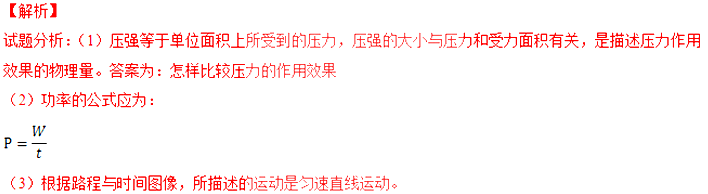 【解析】
试题分析：（1）压强等于单位面积上所受到的压力，压强的大小与压力和受力面积有关，是描述压力作用
效果的物理量。答案为：怎样比较压力的作用效果
（2）功率的公式应为：
P = W/t
（3）根据路程与时间图像，所描述的运动是匀速直线运动。